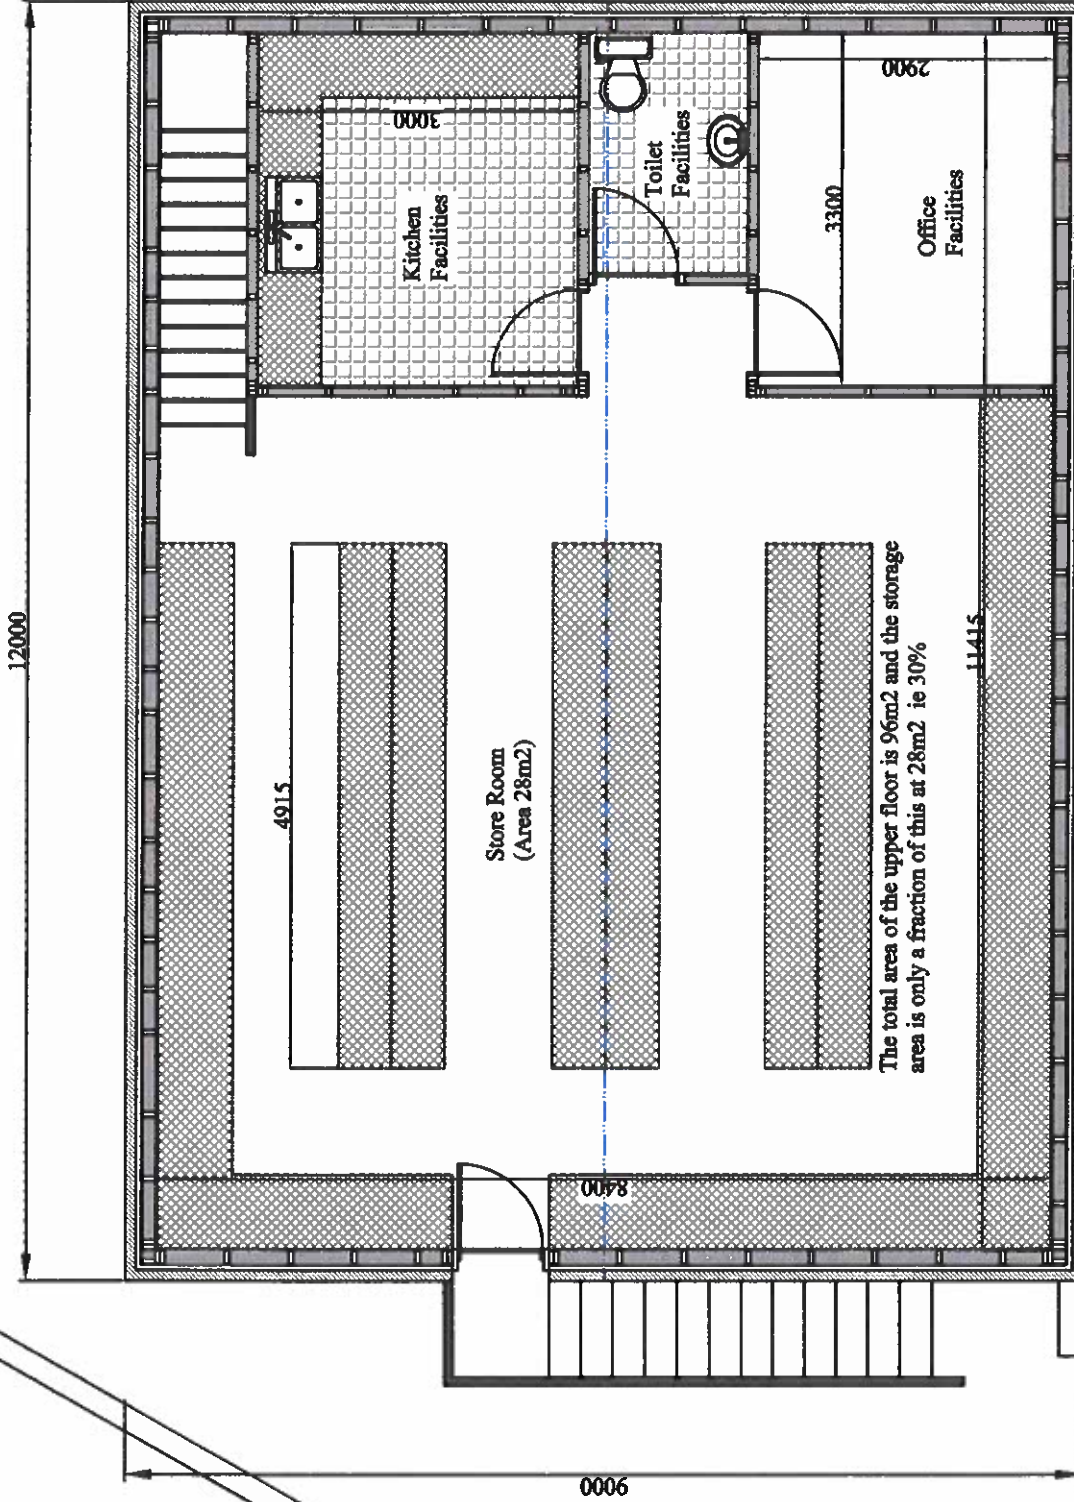 12000
3000
Kitchen
Facilities
Toilet
Facilities
2900
3300
Office
Facilities
4915
Store Room
(Area 28m2)
The total area of the upper floor is 96m2 and the storage
area is only a fraction of this at 28m2 ie 30%
11415
8400
9000